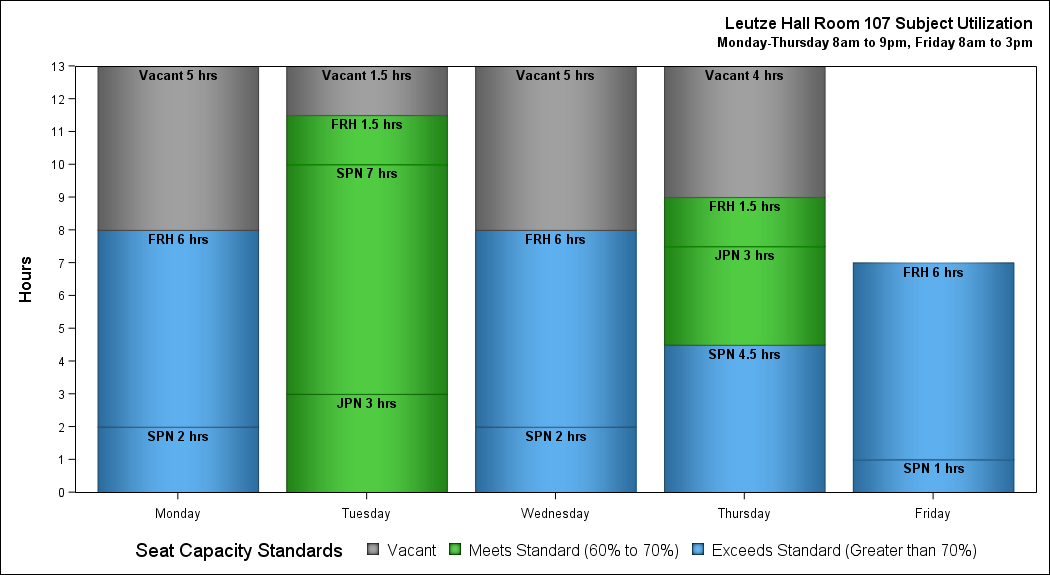 Leutze Hall Room 107 Subject Utilization
Monday-Thursday 8am to 9pm, Friday 8am to 3pm
Hours
13
12
11
10
9
8
7
6
5
4
3
2
1
0
Vacant 5 hrs
FRH 6 hrs
SPN 2 hrs
Vacant 1.5 hrs
FRH 1.5 hrs
SPN 7 hrs
JPN 3 hrs
Vacant 5 hrs
FRH 6 hrs
SPN 2 hrs
Vacant 4 hrs
FRH 1.5 hrs
JPN 3 hrs
SPN 4.5 hrs
FRH 6 hrs
SPN 1 hrs
Monday Tuesday Wednesday Thursday Friday
Seat Capacity Standards Vacant Meets Standard (60% to 70%) Exceeds Standard (Greater than 70%)